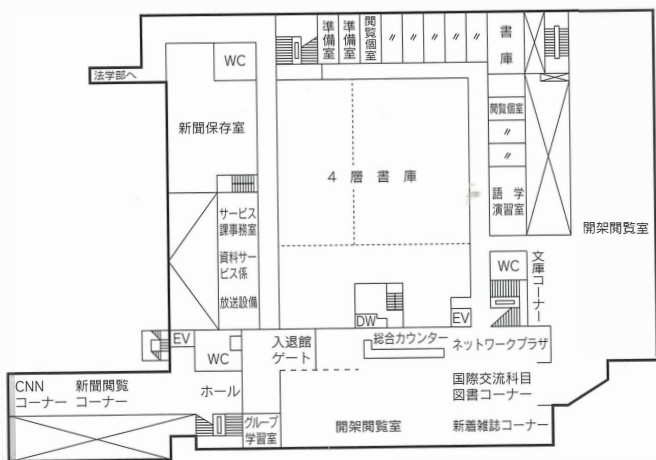 準備室
準備室
閲覧個室
〃
〃
〃
〃
〃
書庫
WC
法学部へ
新聞保存室
閲覧個室
〃
〃
4層書庫
語学
演習室
サービス
課事務室
開架閲覧室
資料サー
ビス係
WC
文庫コーナー
放送設備
DW
EV
EV
WC
入退館
ゲート
総合カウンター
ネットワークプラザ
CNN
コーナー
新聞閲覧
コーナー
ホール
国際交流科目
図書コーナー
グループ
学習室
開架閲覧室
新着雑誌コーナー